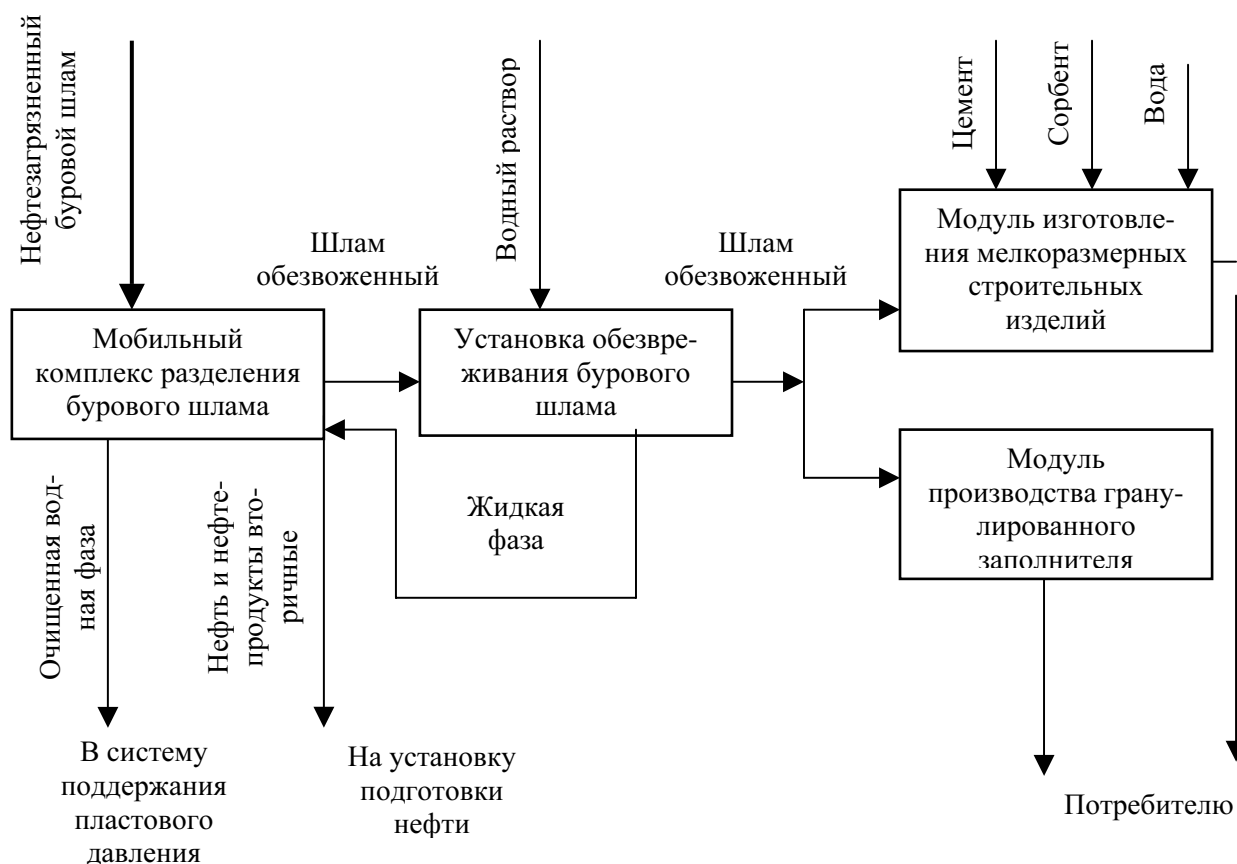 Нефтезагрязненный
буровой шлам
Водный раствор
Цемент
Сорбент
Вода
Шлам
обезвоженный
Шлам
обезвоженный
Модуль изготовле-
ния мелкоразмерных
строительных
изделий
Мобильный
комплекс разделения
бурового шлама
Установка обезвре-
живания бурового
шлама
Модуль
производства грану-
лированного
заполнителя
Жидкая
фаза
Очищенная вод-
ная фаза
Нефть и нефте-
продукты вто-
ричные
В систему
поддержания
пластового
давления
На установку
подготовки
нефти
Потребителю